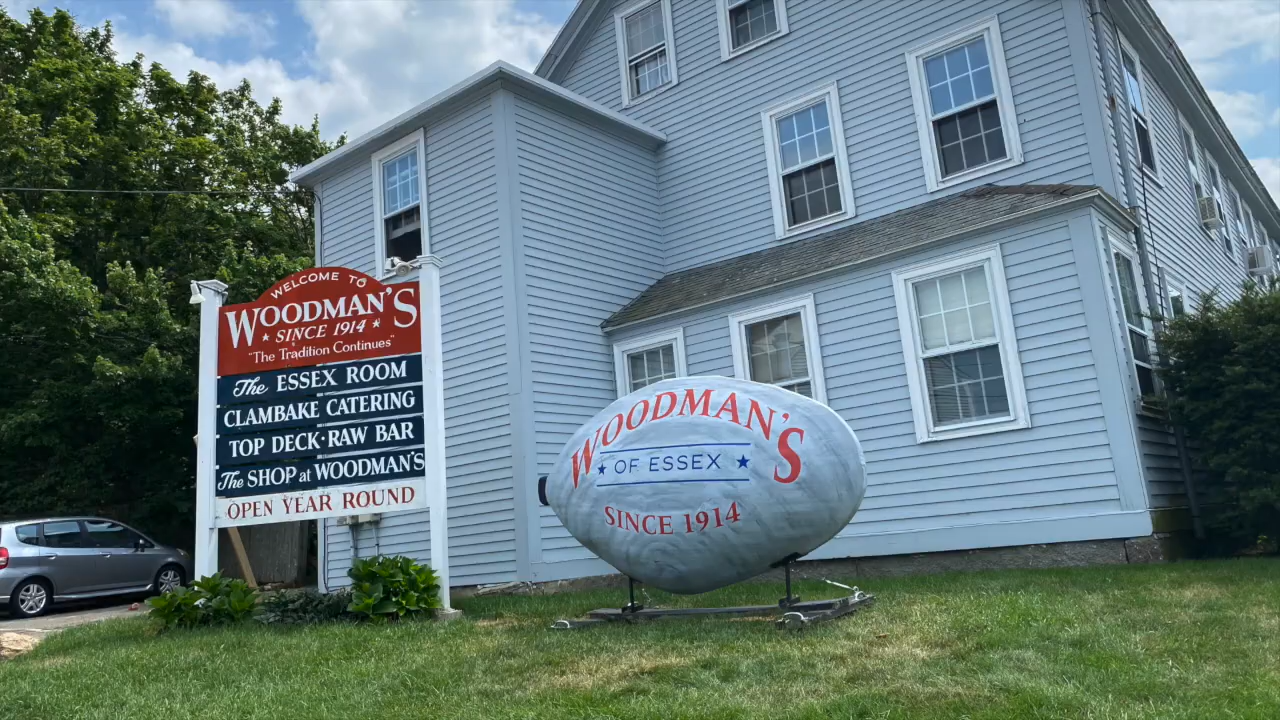 WELCOME TO
WOODMAN'S
★ SINCE 1914 ★
"The Tradition Continues"
The ESSEX ROOM
CLAMBAKE CATERING
TOP DECK·RAW BAR
The SHOP at WOODMAN'S
OPEN YEAR ROUND
WOODMAN'S
★ OF ESSEX ★
SINCE 1914